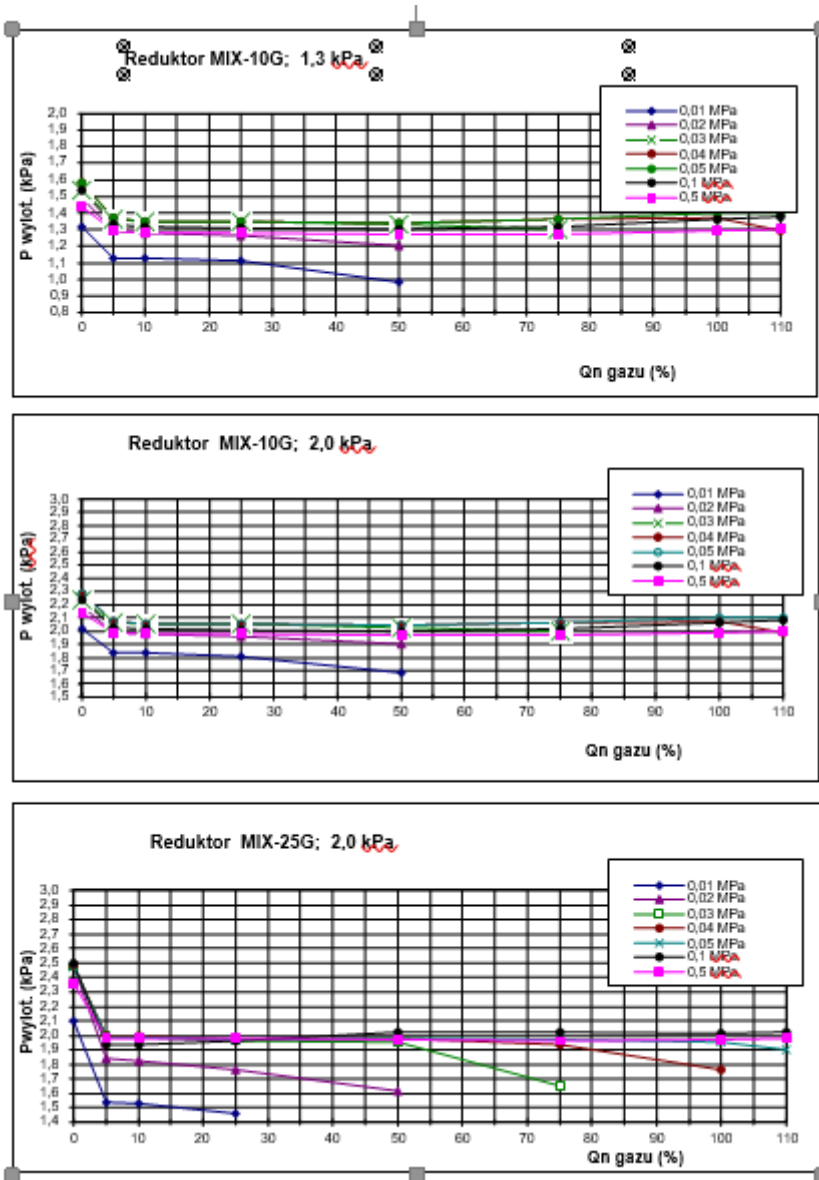 Reduktor MIX-10G; 1,3 kPa
P wylot. (kPa)
2,0
1,9
1,8
1,7
1,6
1,5
1,4
1,3
1,2
1,1
1,0
0,9
0,8
0 10 20 30 40 50 60 70 80 90 100 110
Qn gazu (%)
0,01 MPa
0,02 MPa
0,03 MPa
0,04 MPa
0,05 MPa
0,1 MPa
0,5 MPa
Reduktor MIX-10G; 2,0 kPa
P wylot. (kPa)
3,0
2,9
2,8
2,7
2,6
2,5
2,4
2,3
2,2
2,1
2,0
1,9
1,8
1,7
1,6
1,5
0 10 20 30 40 50 60 70 80 90 100 110
Qn gazu (%)
0,01 MPa
0,02 MPa
0,03 MPa
0,04 MPa
0,05 MPa
0,1 MPa
0,5 MPa
Reduktor MIX-25G; 2,0 kPa
Pwylot. (kPa)
3,0
2,9
2,8
2,7
2,6
2,5
2,4
2,3
2,2
2,1
2,0
1,9
1,8
1,7
1,6
1,5
1,4
0 10 20 30 40 50 60 70 80 90 100 110
Qn gazu (%)
0,01 MPa
0,02 MPa
0,03 MPa
0,04 MPa
0,05 MPa
0,1 MPa
0,5 MPa